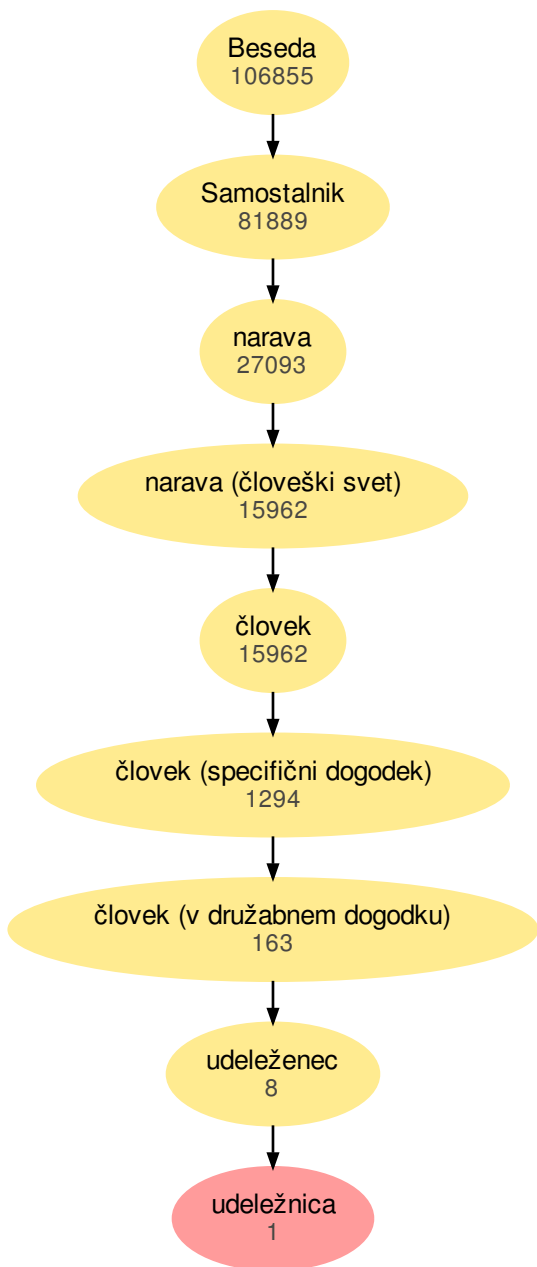 Beseda
106855
Samostalnik
81889
narava
27093
narava (človeški svet)
15962
človek
15962
človek (specifični dogodek)
1294
človek (v družabnem dogodku)
163
udeleženec
8
udeležnica
1